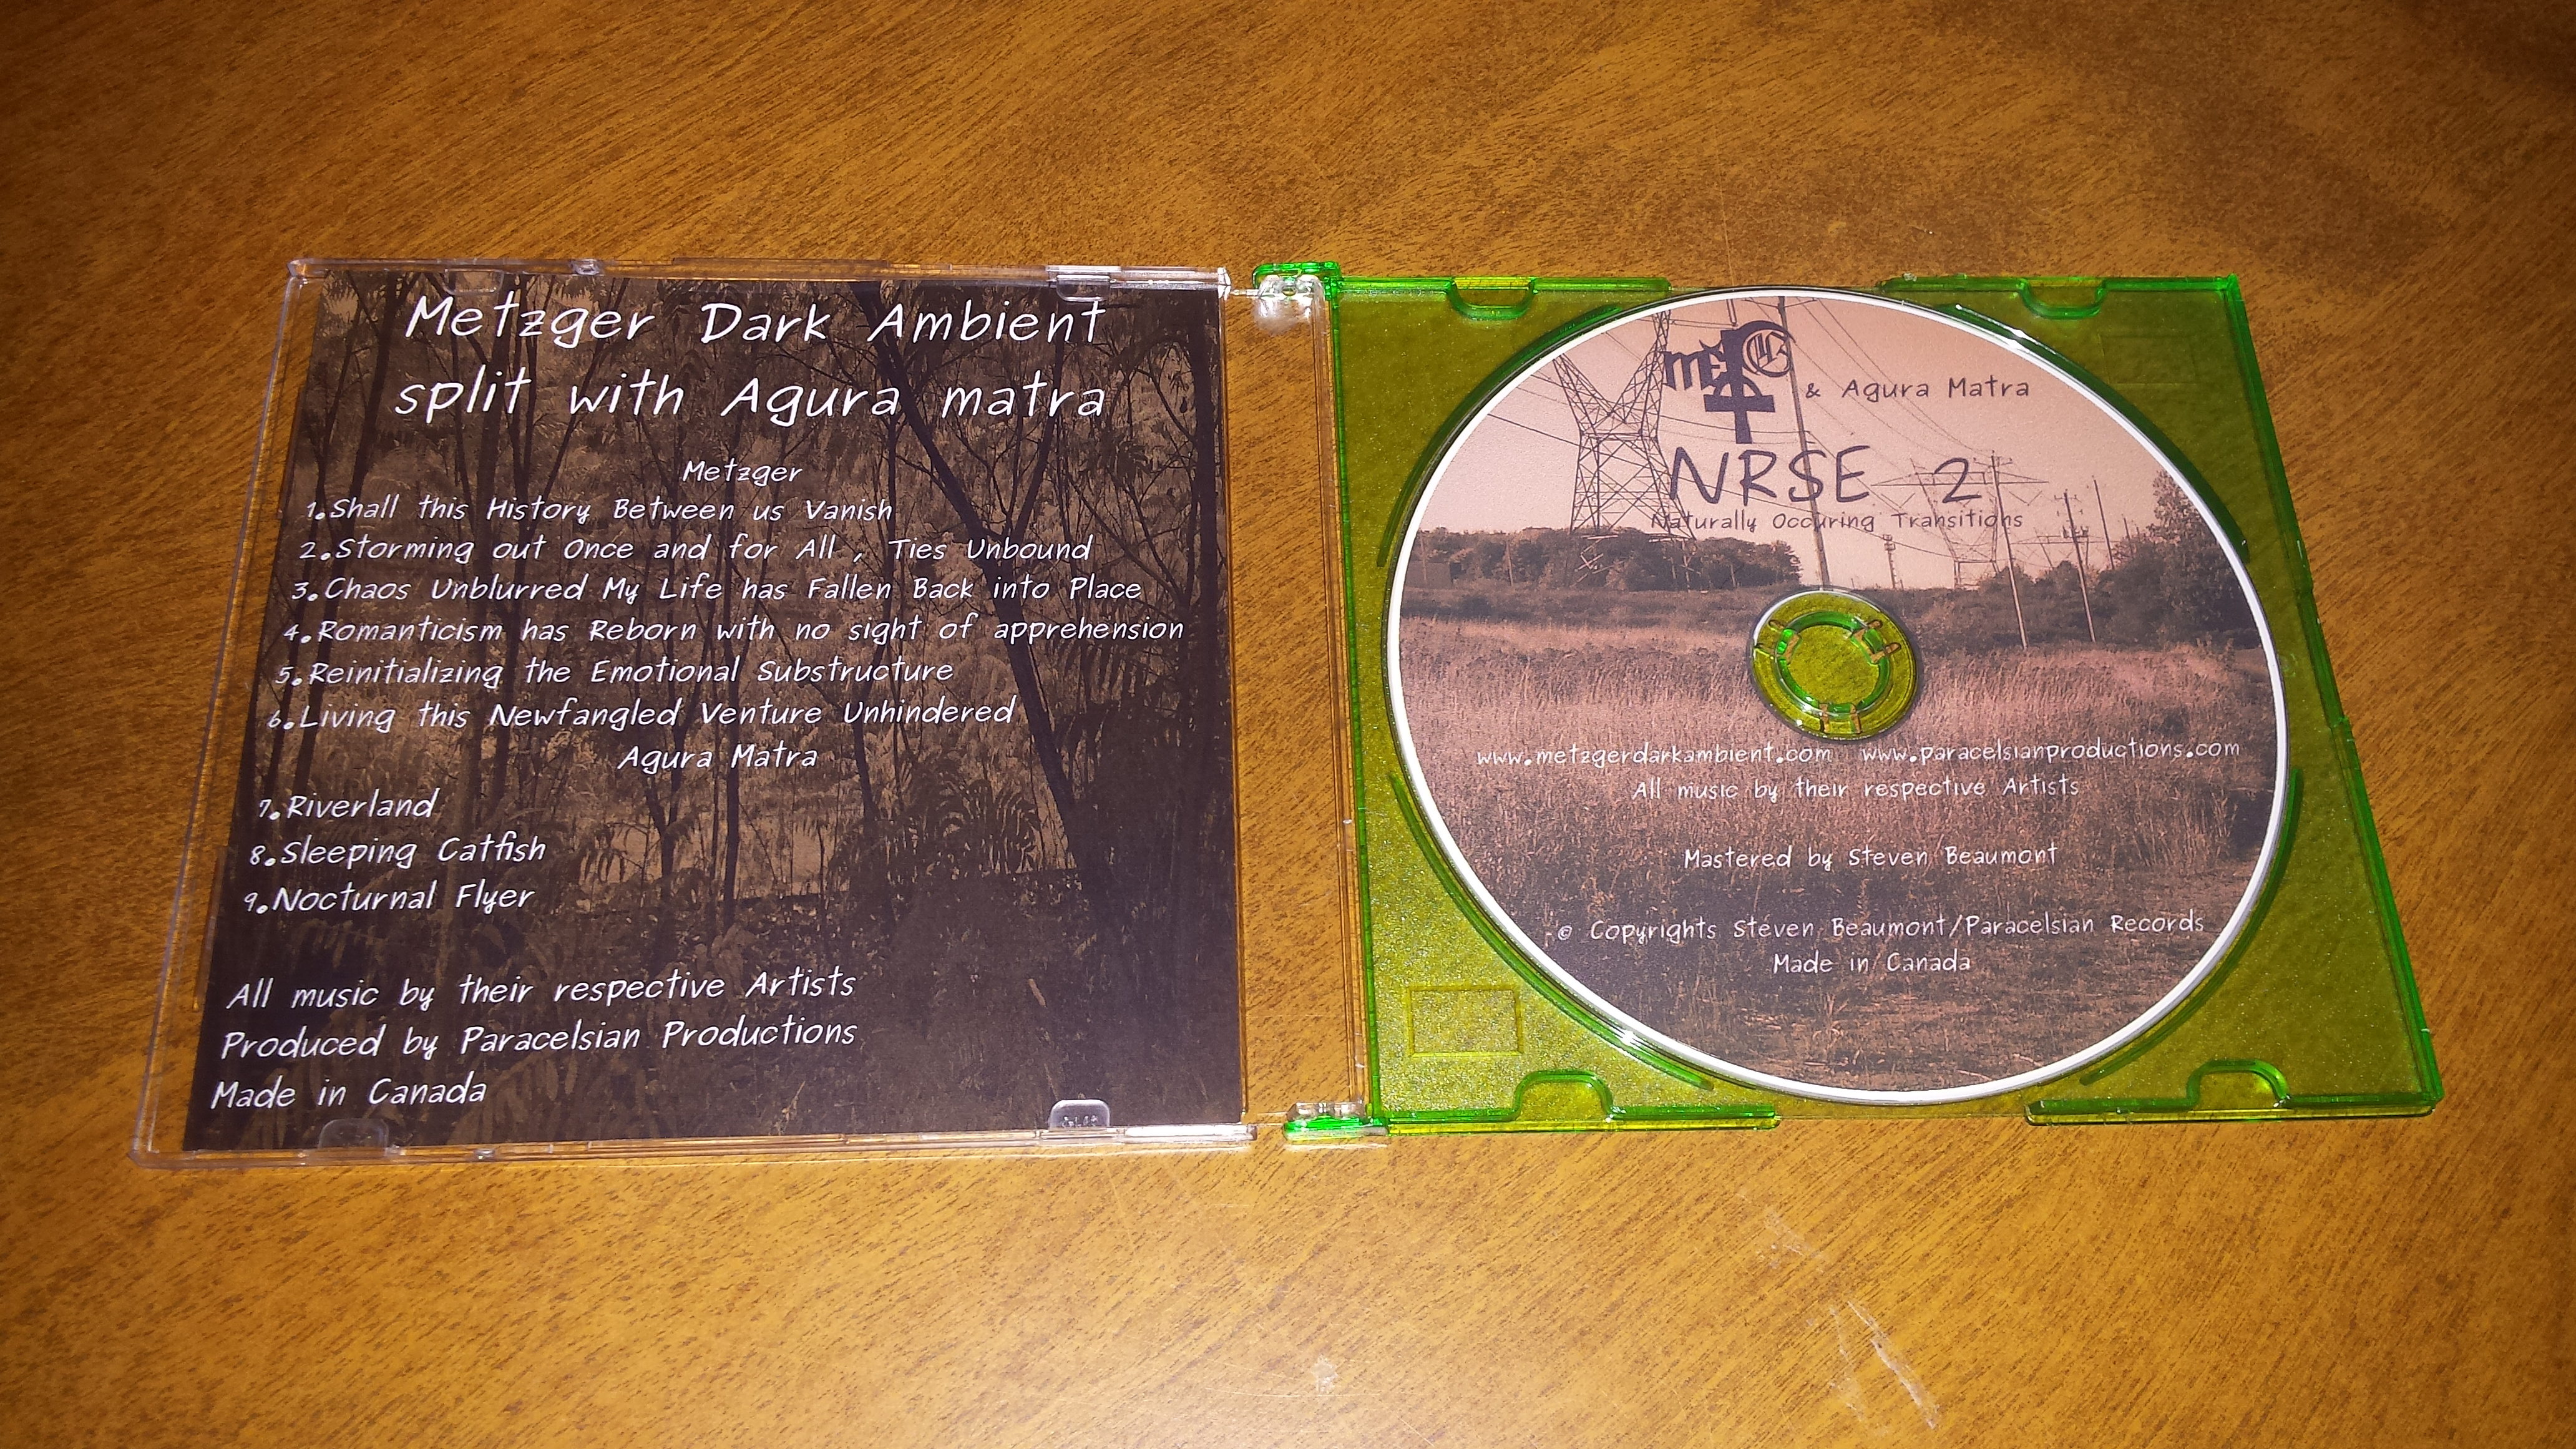 Metzger Dark Ambient
split with Agura matra
Metzger
1.Shall this History Between us Vanish
2.Storming out Once and for All , Ties Unbound
3.Chaos Unblurred My Life has Fallen Back into Place
4.Romanticism has Reborn with no sight of apprehension
5.Reinitializing the Emotional Substructure
6.Living this Newfangled Venture Unhindered
Agura Matra
7.Riverland
8.Sleeping Catfish
9.Nocturnal Flyer
All music by their respective Artists
Produced by Paracelsian Productions
Made in Canada
& Agura Matra
NRSE 2
Naturally Occuring Transitions
www.metzgerdarkambient.com www.paracelsianproductions.com
All music by their respective Artists
Mastered by Steven Beaumont
© Copyrights Steven Beaumont/Paracelsian Records
Made in Canada